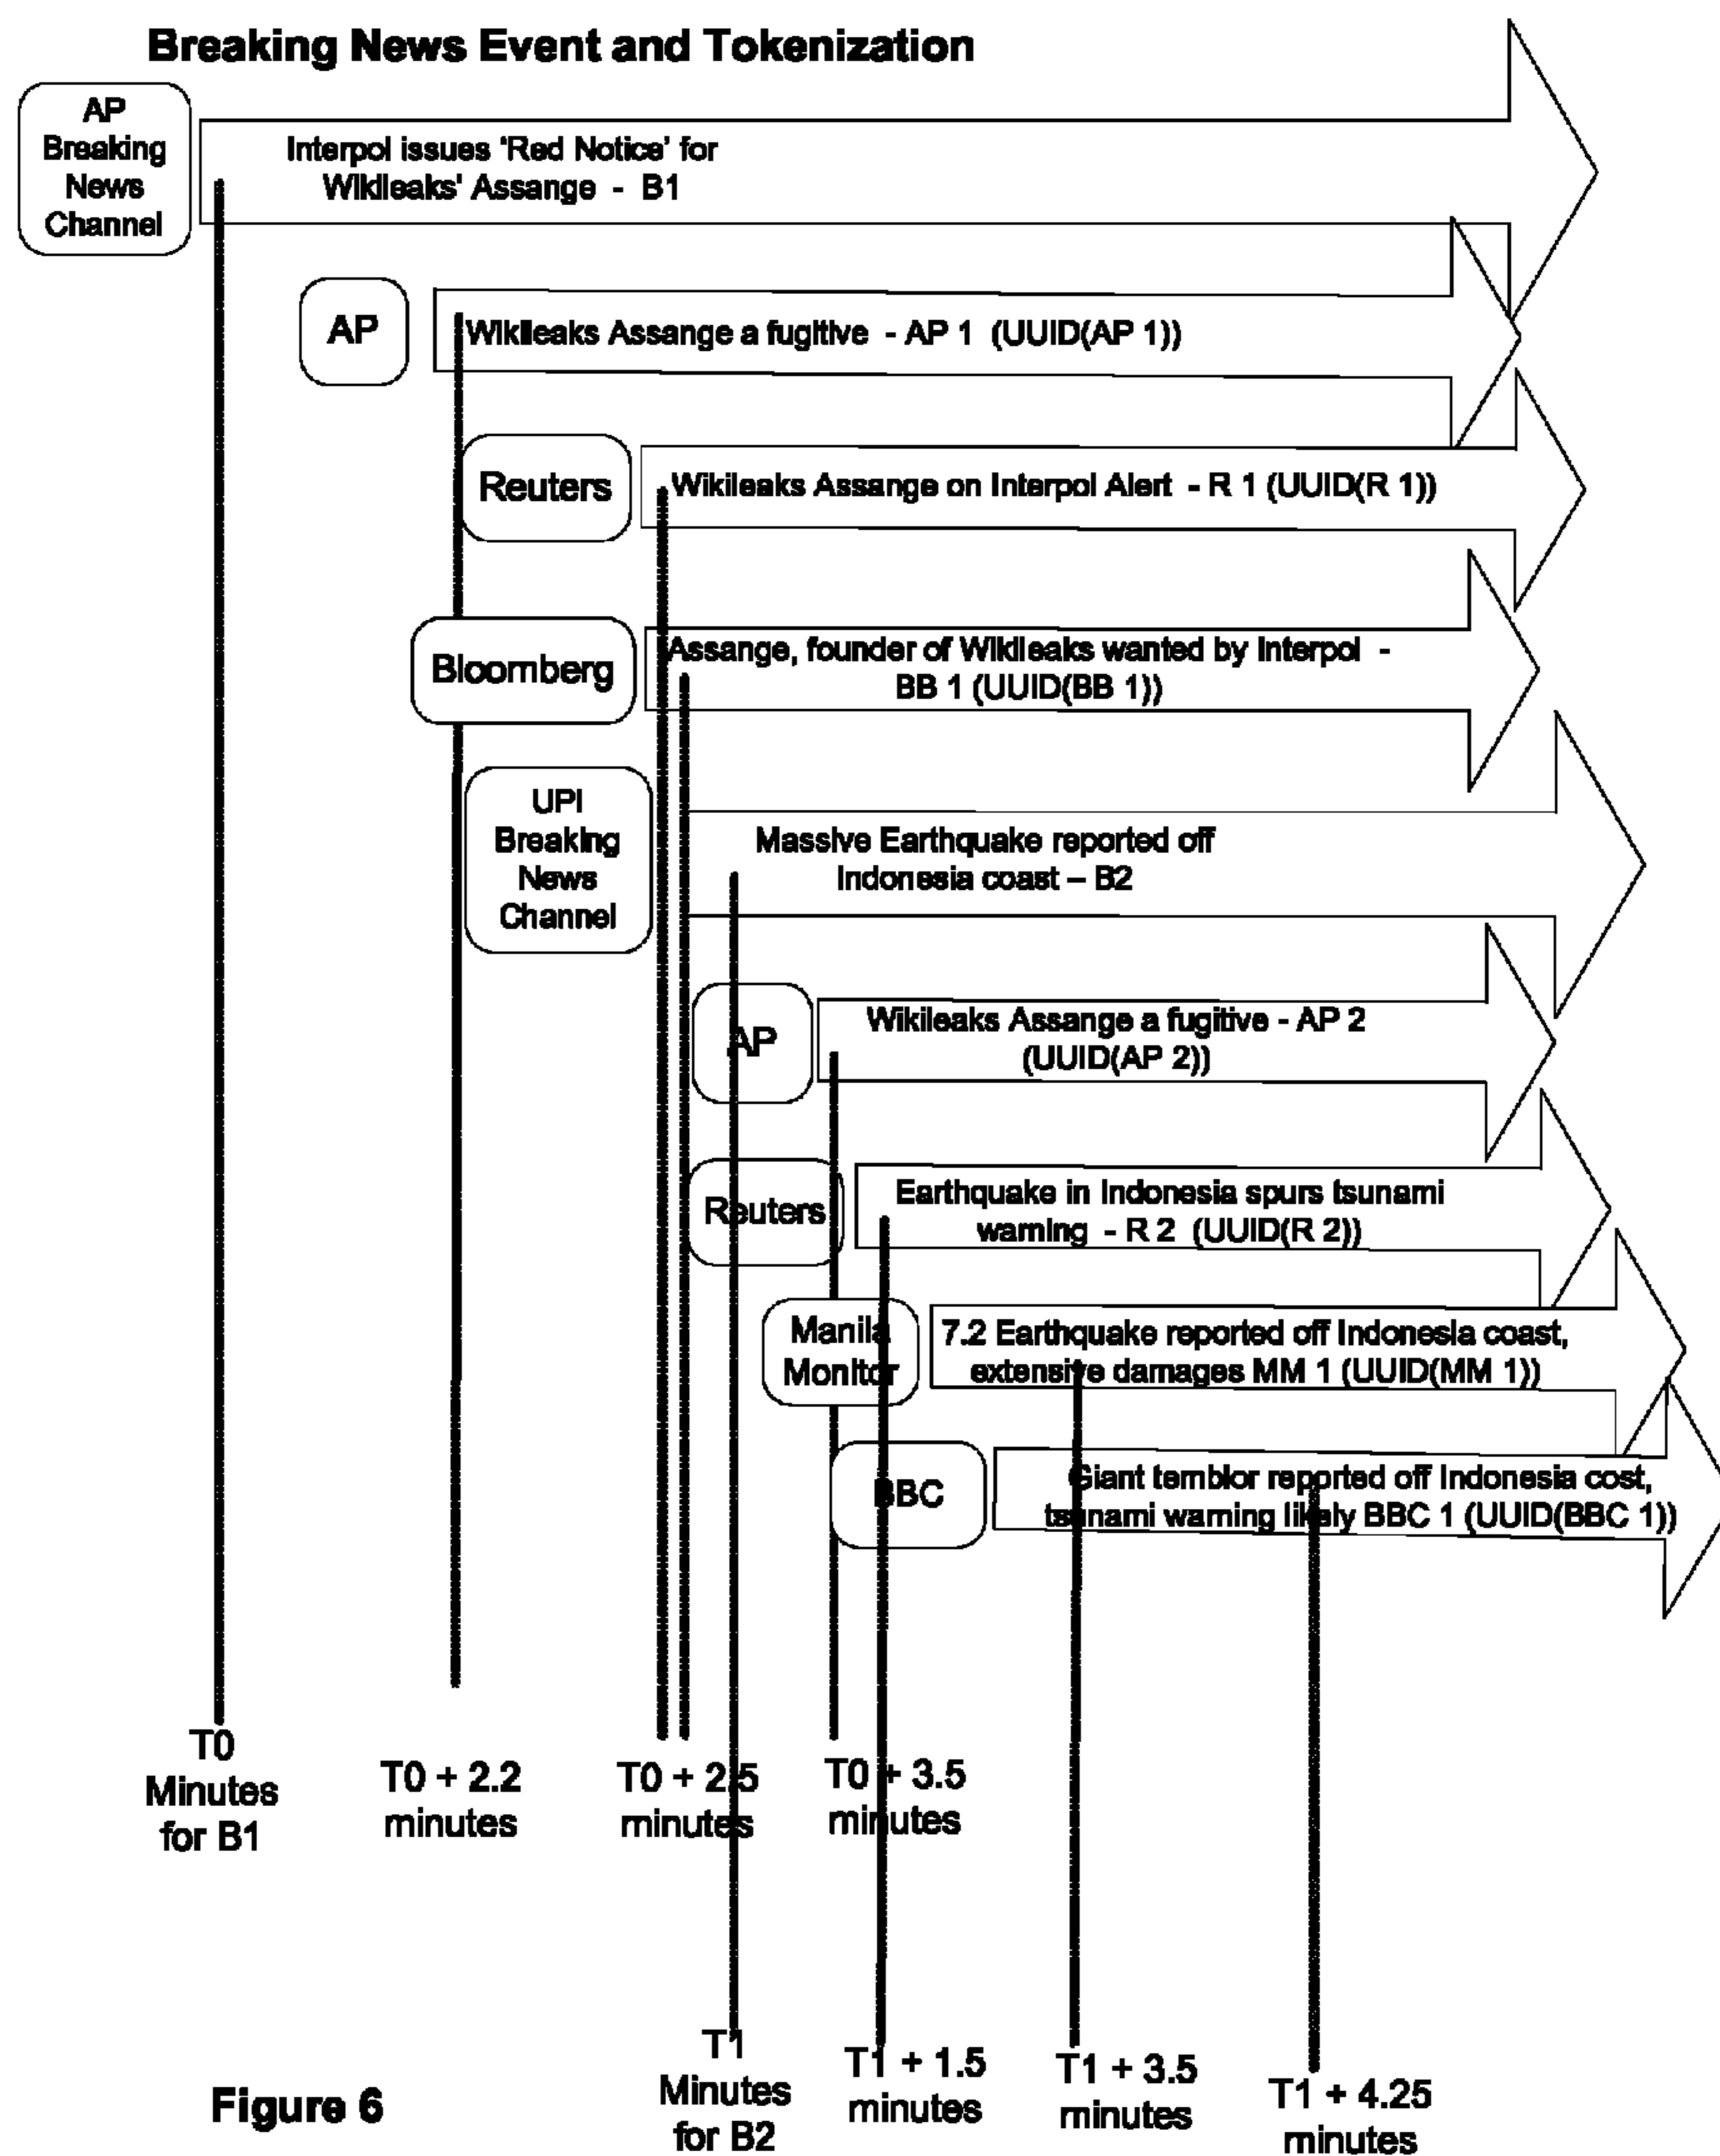 Breaking News Event and Tokenization
AP
Breaking
News
Channel
Interpol issues 'Red Notice' for
Wikileaks' Assange - B1
AP
Wikileaks Assange a fugitive - AP 1 (UUID(AP 1))
Reuters
Wikileaks Assange on Interpol Alert - R 1 (UUID(R 1))
Bloomberg
Assange, founder of Wikileaks wanted by Interpol -
BB 1 (UUID(BB 1))
UPI
Breaking
News
Channel
Massive Earthquake reported off
Indonesia coast – B2
AP
Wikileaks Assange a fugitive - AP 2
(UUID(AP 2))
Reuters
Earthquake in Indonesia spurs tsunami
warning - R 2 (UUID(R 2))
Manila
Monitor
7.2 Earthquake reported off Indonesia coast,
extensive damages MM 1 (UUID(MM 1))
BBC
Giant temblor reported off Indonesia cost,
tsunami warning likely BBC 1 (UUID(BBC 1))
T0
Minutes
for B1
T0 + 2.2
minutes
T0 + 2.5
minutes
T0 + 3.5
minutes
T1
Minutes
for B2
T1 + 1.5
minutes
T1 + 3.5
minutes
T1 + 4.25
minutes
Figure 6